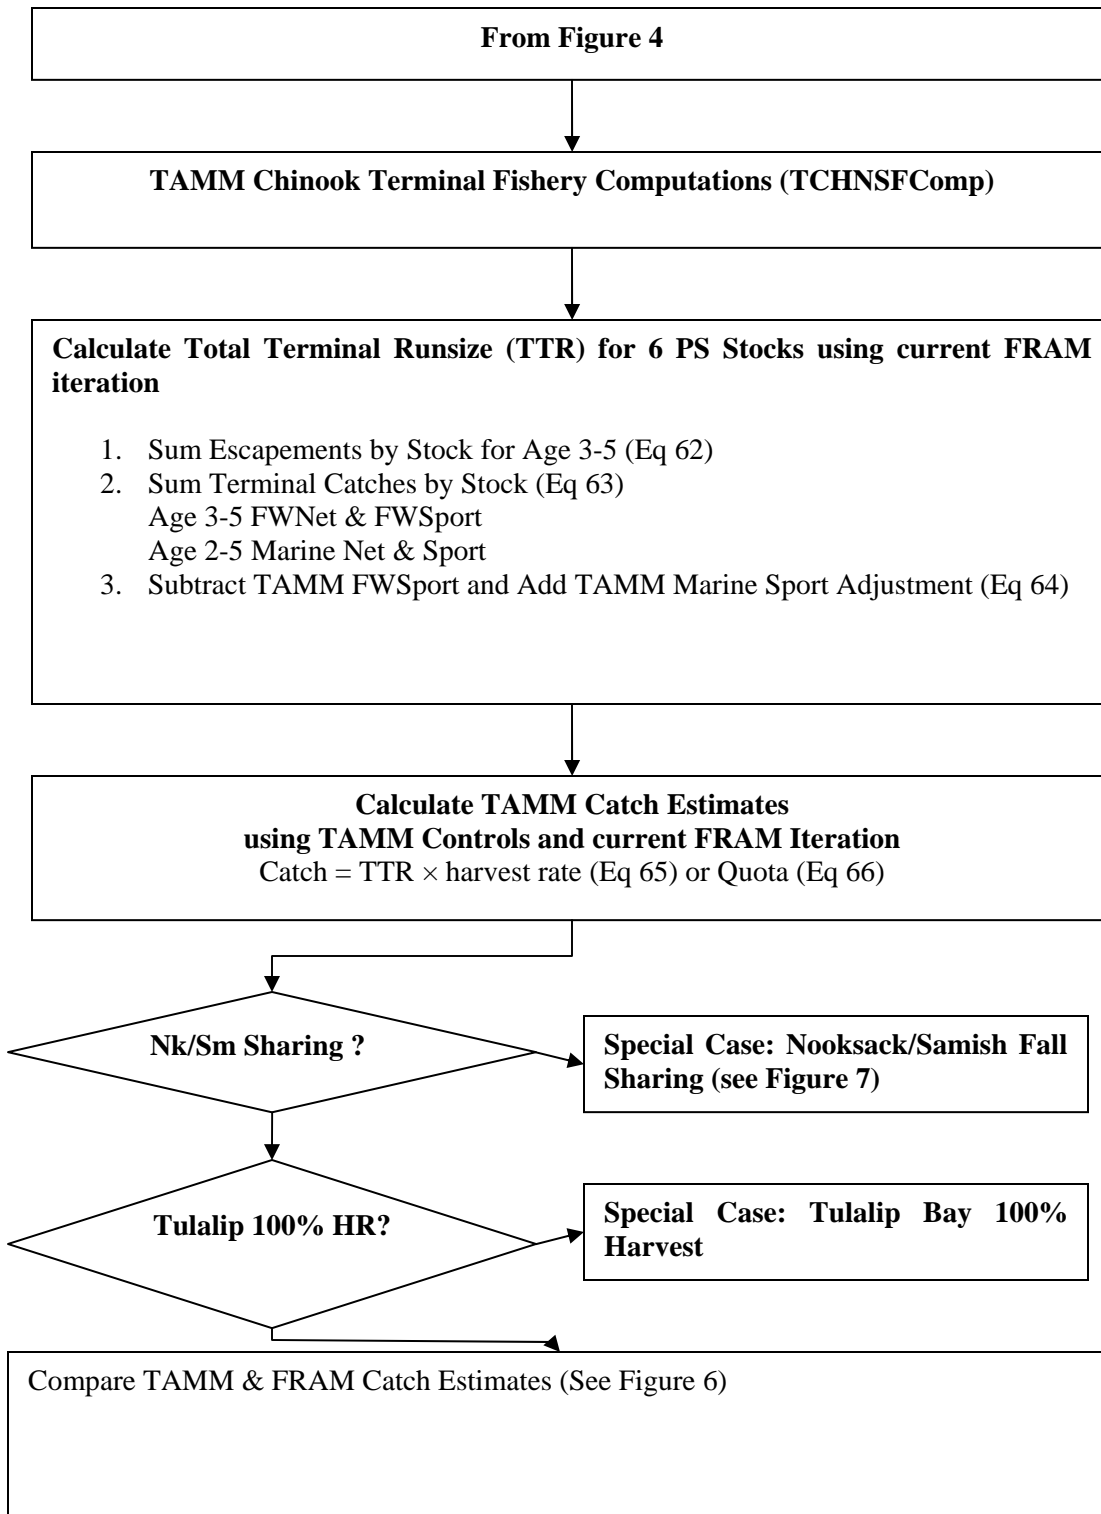 From Figure 4
TAMM Chinook Terminal Fishery Computations (TCHNSFComp)
Calculate Total Terminal Runsize (TTR) for 6 PS Stocks using current FRAM
iteration
1. Sum Escapements by Stock for Age 3-5 (Eq 62)
2. Sum Terminal Catches by Stock (Eq 63)
Age 3-5 FWNet & FWSport
Age 2-5 Marine Net & Sport
3. Subtract TAMM FWSport and Add TAMM Marine Sport Adjustment (Eq 64)
Calculate TAMM Catch Estimates
using TAMM Controls and current FRAM Iteration
Catch = TTR × harvest rate (Eq 65) or Quota (Eq 66)
Nk/Sm Sharing ?
Special Case: Nooksack/Samish Fall
Sharing (see Figure 7)
Tulalip 100% HR?
Special Case: Tulalip Bay 100%
Harvest
Compare TAMM & FRAM Catch Estimates (See Figure 6)